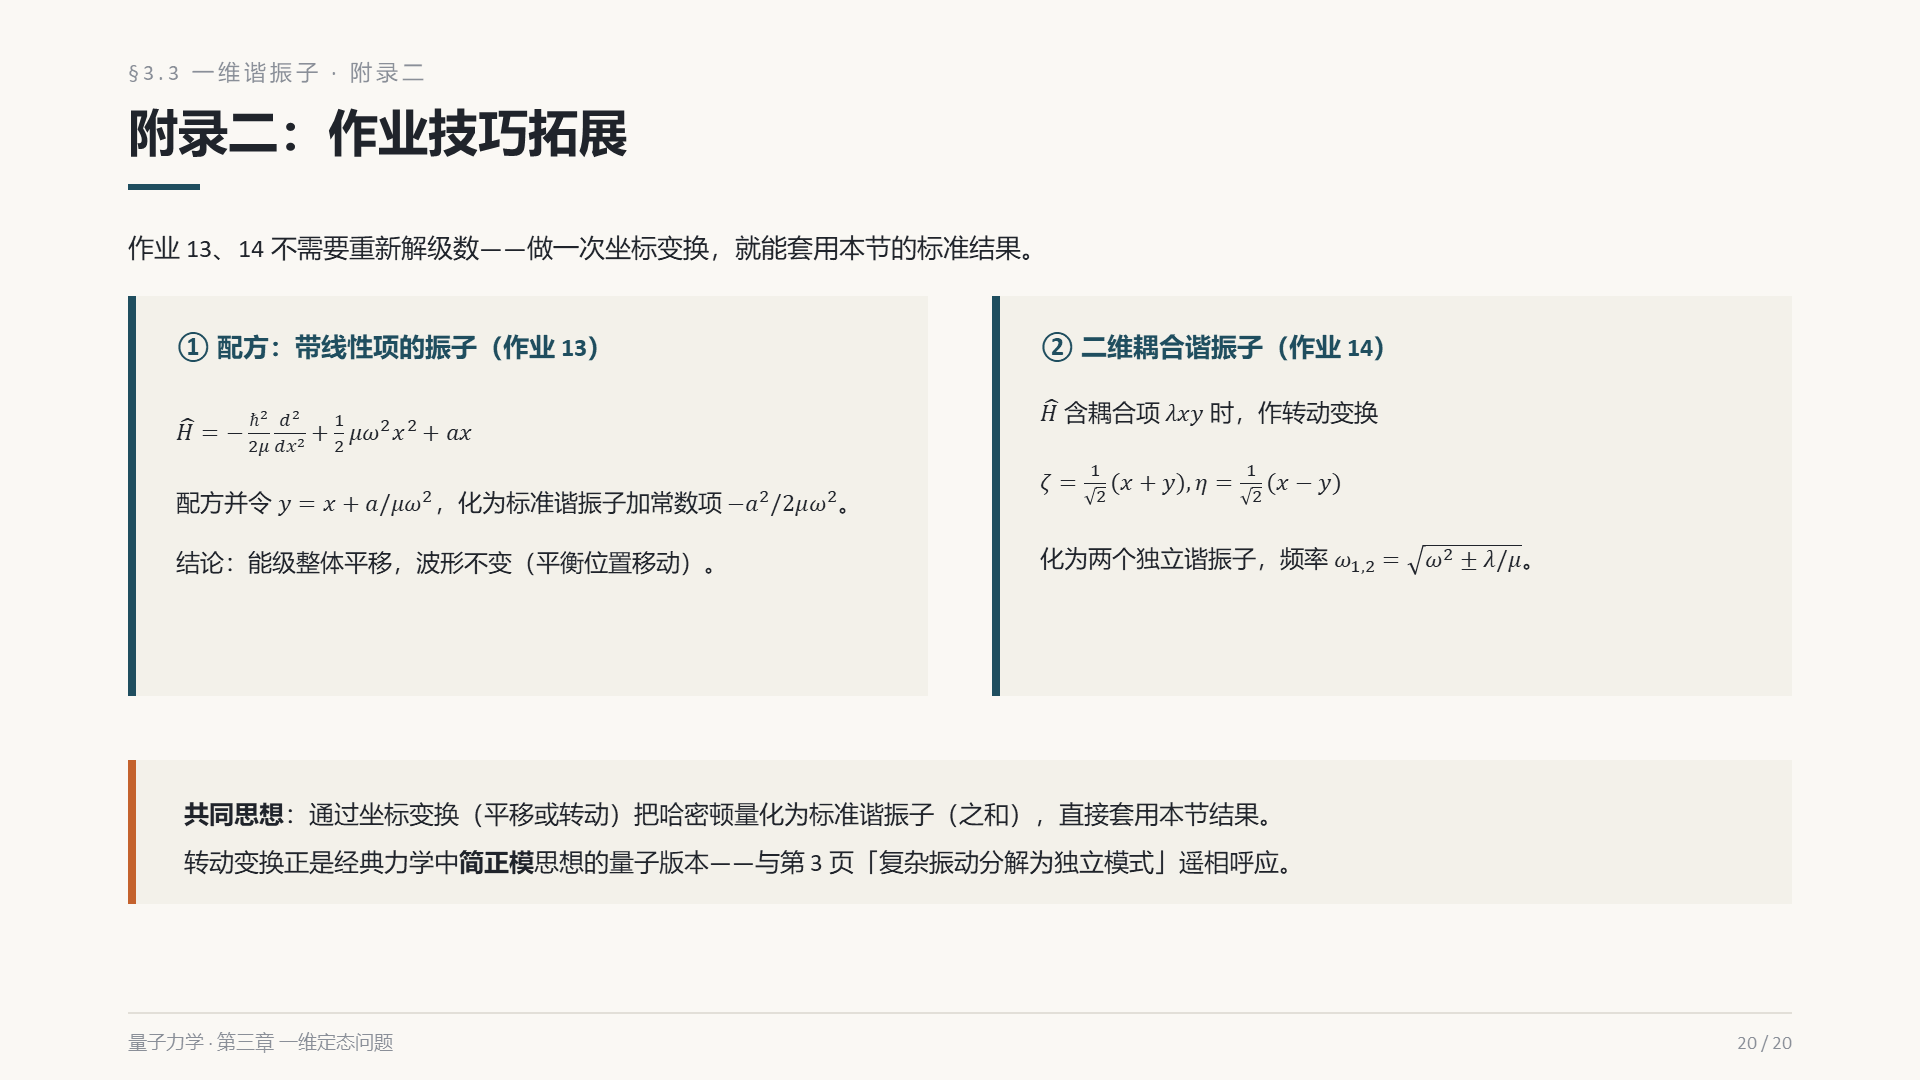 §3.3 一维谐振子 · 附录二
附录二：作业技巧拓展
作业 13、14 不需要重新解级数——做一次坐标变换，就能套用本节的标准结果。
① 配方：带线性项的振子（作业 13）
Ĥ = −ℏ²/2μ d²/dx² + 1/2 μω²x² + ax
配方并令 y = x + a/μω²，化为标准谐振子加常数项 −a²/2μω²。
结论：能级整体平移，波形不变（平衡位置移动）。
② 二维耦合谐振子（作业 14）
Ĥ 含耦合项 λxy 时，作转动变换
ζ = 1/√2 (x + y), η = 1/√2 (x − y)
化为两个独立谐振子，频率 ω₁,₂ = √(ω² ± λ/μ)。
共同思想：通过坐标变换（平移或转动）把哈密顿量化为标准谐振子（之和），直接套用本节结果。
转动变换正是经典力学中简正模思想的量子版本——与第 3 页「复杂振动分解为独立模式」遥相呼应。
量子力学 · 第三章 一维定态问题
20 / 20